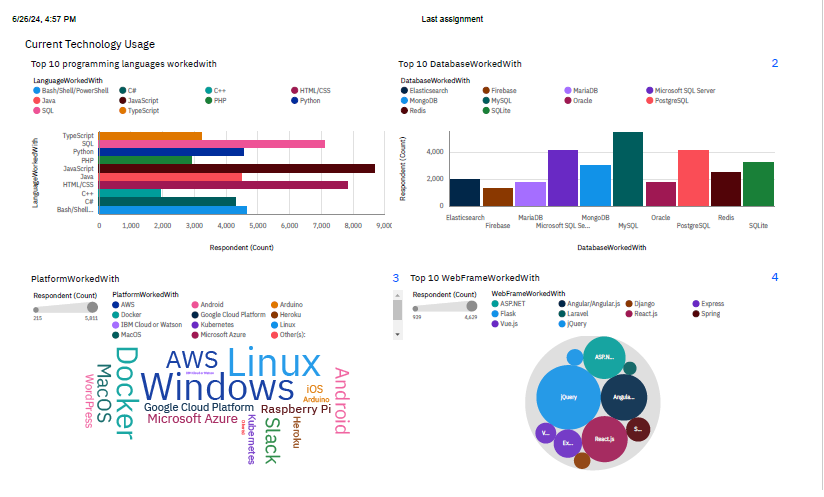 6/26/24, 4:57 PM Last assignment
Current Technology Usage
Top 10 programming languages workedwith
LanguageWorkedWith
Bash/Shell/PowerShell C# C++ HTML/CSS
Java JavaScript PHP Python
SQL TypeScript
LanguageWorkedWith
TypeScript
SQL
Python
PHP
JavaScript
Java
HTML/CSS
C++
C#
Bash/Shell...
0 1,000 2,000 3,000 4,000 5,000 6,000 7,000 8,000 9,00
Respondent (Count)
Top 10 DatabaseWorkedWith 2
DatabaseWorkedWith
Elasticsearch Firebase MariaDB Microsoft SQL Server
MongoDB MySQL Oracle PostgreSQL
Redis SQLite
Respondent (Count)
4,000
2,000
0
Elasticsearch MariaDB MongoDB Oracle Redis
Firebase Microsoft SQL Se... MySQL PostgreSQL SQLite
DatabaseWorkedWith
PlatformWorkedWith 3
Respondent (Count)
215 5,811
PlatformWorkedWith
AWS Android Arduino
Docker Google Cloud Platform Heroku
IBM Cloud or Watson Kubernetes Linux
MacOS Microsoft Azure Other(s):
WordPress
MacOS
Docker
AWS
Linux
Windows
iOS
Arduino
Google Cloud Platform
Raspberry Pi
Microsoft Azure
Android
Kubernetes
Slack
Heroku
Top 10 WebFrameWorkedWith 4
Respondent (Count)
939 4,629
WebFrameWorkedWith
ASP.NET Angular/Angular.js Django Express
Flask Laravel React.js Spring
Vue.js jQuery
ASP.N...
jQuery
Angula...
V...
Ex...
React.js
S...